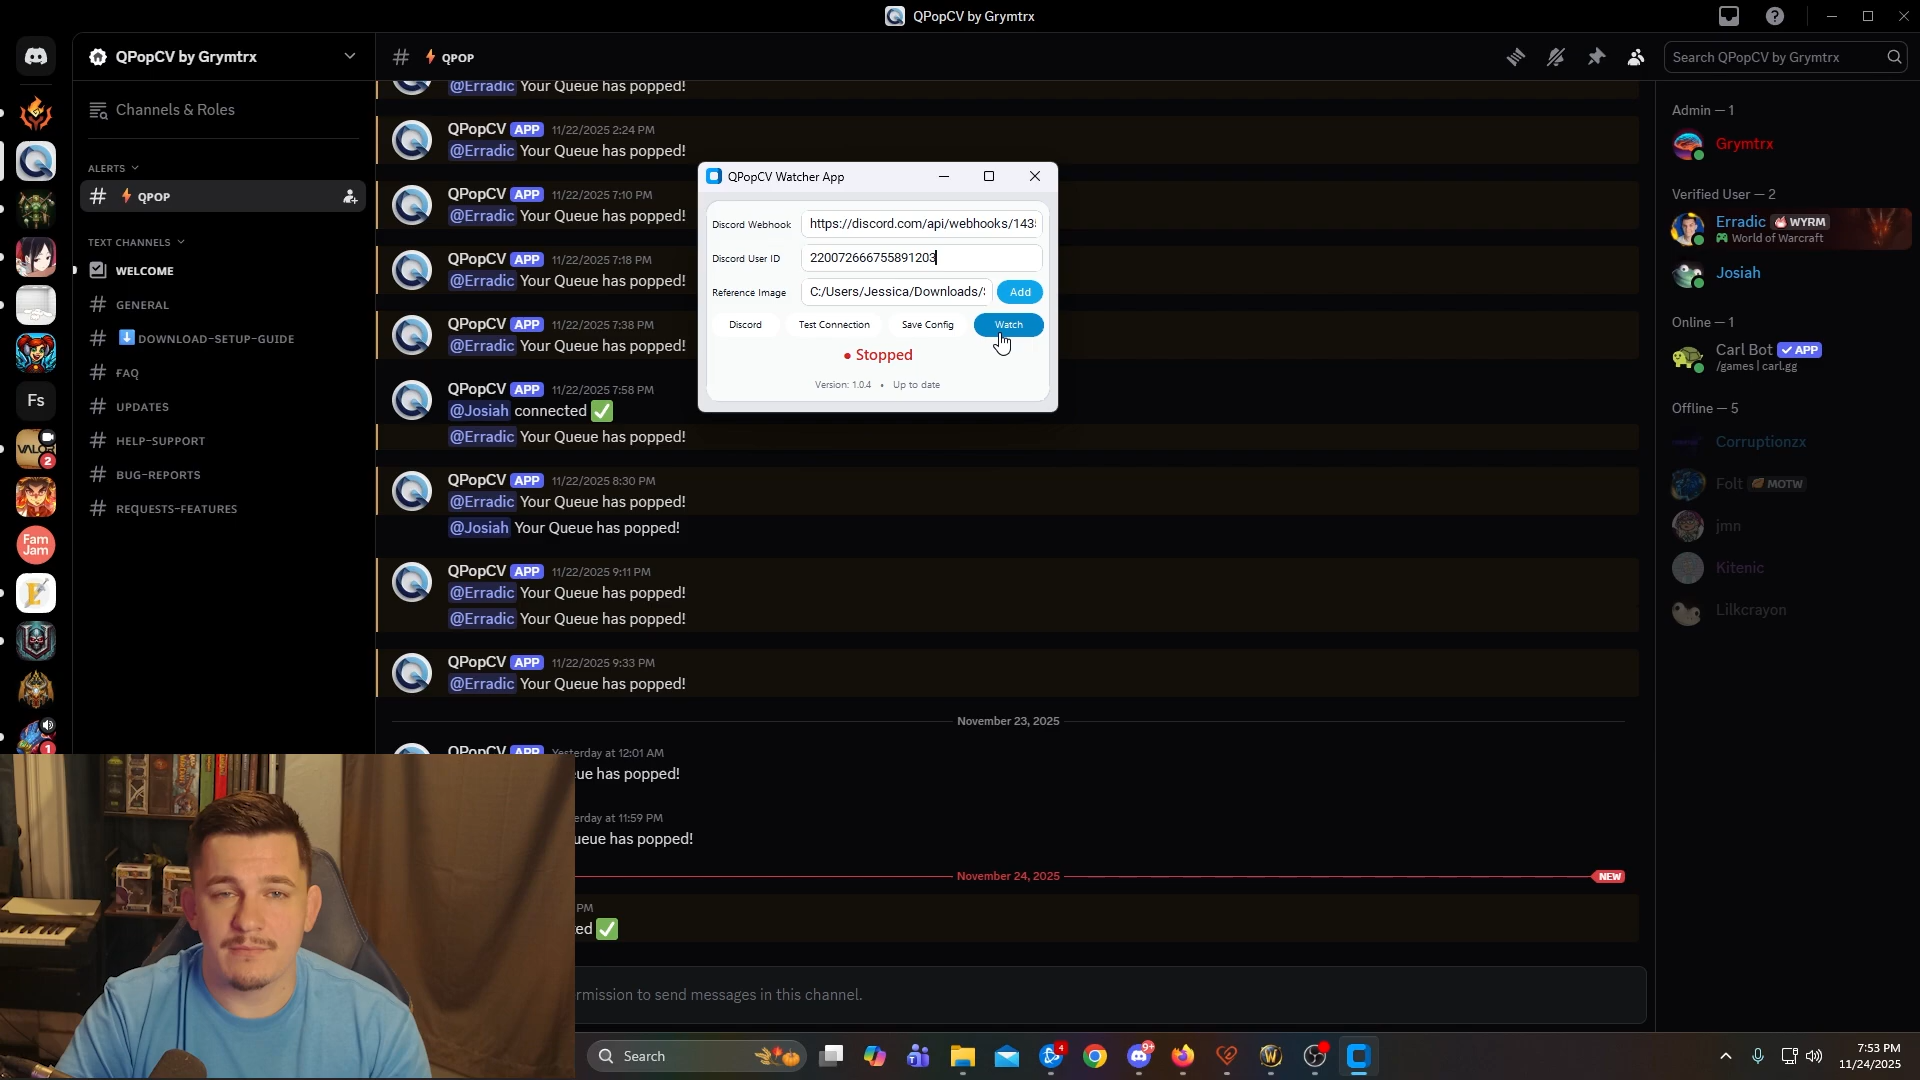 QPopCV by Grymtrx
QPopCV by Grymtrx
Channels & Roles
ALERTS
QPOP
TEXT CHANNELS
WELCOME
GENERAL
DOWNLOAD-SETUP-GUIDE
FAQ
UPDATES
HELP-SUPPORT
BUG-REPORTS
REQUESTS-FEATURES
Fs
VALOR
2
Fam
Jam
1
QPOP
Search QPopCV by Grymtrx
@Erradic Your Queue has popped!
QPopCV APP 11/22/2025 2:24 PM
@Erradic Your Queue has popped!
QPopCV APP 11/22/2025 7:10 PM
@Erradic Your Queue has popped!
QPopCV APP 11/22/2025 7:18 PM
@Erradic Your Queue has popped!
QPopCV APP 11/22/2025 7:38 PM
@Erradic Your Queue has popped!
QPopCV APP 11/22/2025 7:58 PM
@Josiah connected ✅
@Erradic Your Queue has popped!
QPopCV APP 11/22/2025 8:30 PM
@Erradic Your Queue has popped!
@Josiah Your Queue has popped!
QPopCV APP 11/22/2025 9:11 PM
@Erradic Your Queue has popped!
@Erradic Your Queue has popped!
QPopCV APP 11/22/2025 9:33 PM
@Erradic Your Queue has popped!
November 23, 2025
QPopCV APP Yesterday at 12:01 AM
ue has popped!
erday at 11:59 PM
ueue has popped!
November 24, 2025
NEW
PM
ted ✅
rmission to send messages in this channel.
QPopCV Watcher App
Discord Webhook https://discord.com/api/webhooks/143
Discord User ID 220072666755891203
Reference Image C:/Users/Jessica/Downloads/ Add
Discord Test Connection Save Config Watch
● Stopped
Version: 1.0.4 • Up to date
Admin — 1
Grymtrx
Verified User — 2
Erradic WYRM
World of Warcraft
Josiah
Online — 1
Carl Bot ✓ APP
/games | carl.gg
Offline — 5
Corruptionzx
Folt MOTW
jmn
Kitenic
Lilkcrayon
Search
4
9+
7:53 PM
11/24/2025